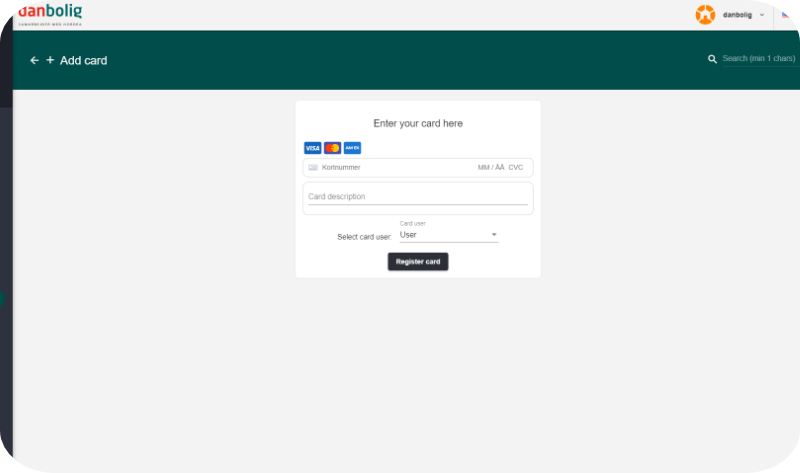 danbolig
SAMARBEJDER MED NORDEA
danbolig
← + Add card
Search (min 1 chars)
Enter your card here
VISA AMEX
Kortnummer MM / ÅÅ CVC
Card description
Card user
Select card user: User
Register card